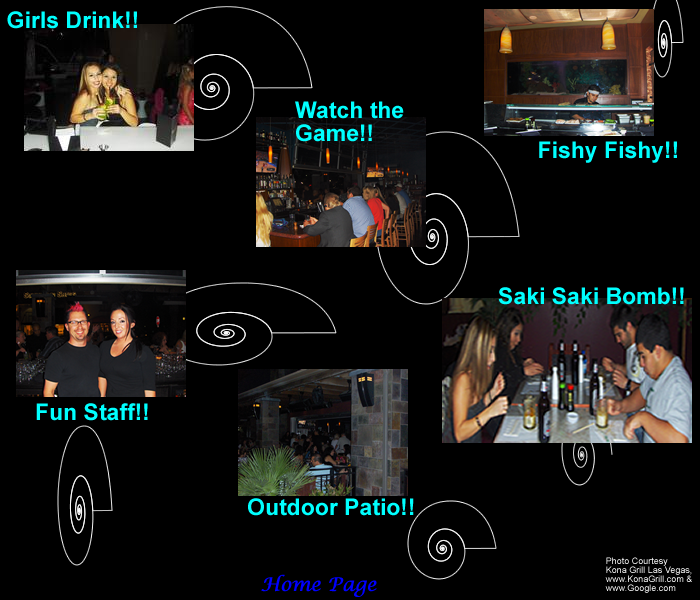 Girls Drink!!
Watch the
Game!!
Fishy Fishy!!
Saki Saki Bomb!!
Fun Staff!!
Outdoor Patio!!
Home Page
Photo Courtesy
Kona Grill Las Vegas,
www.KonaGrill.com &
www.Google.com